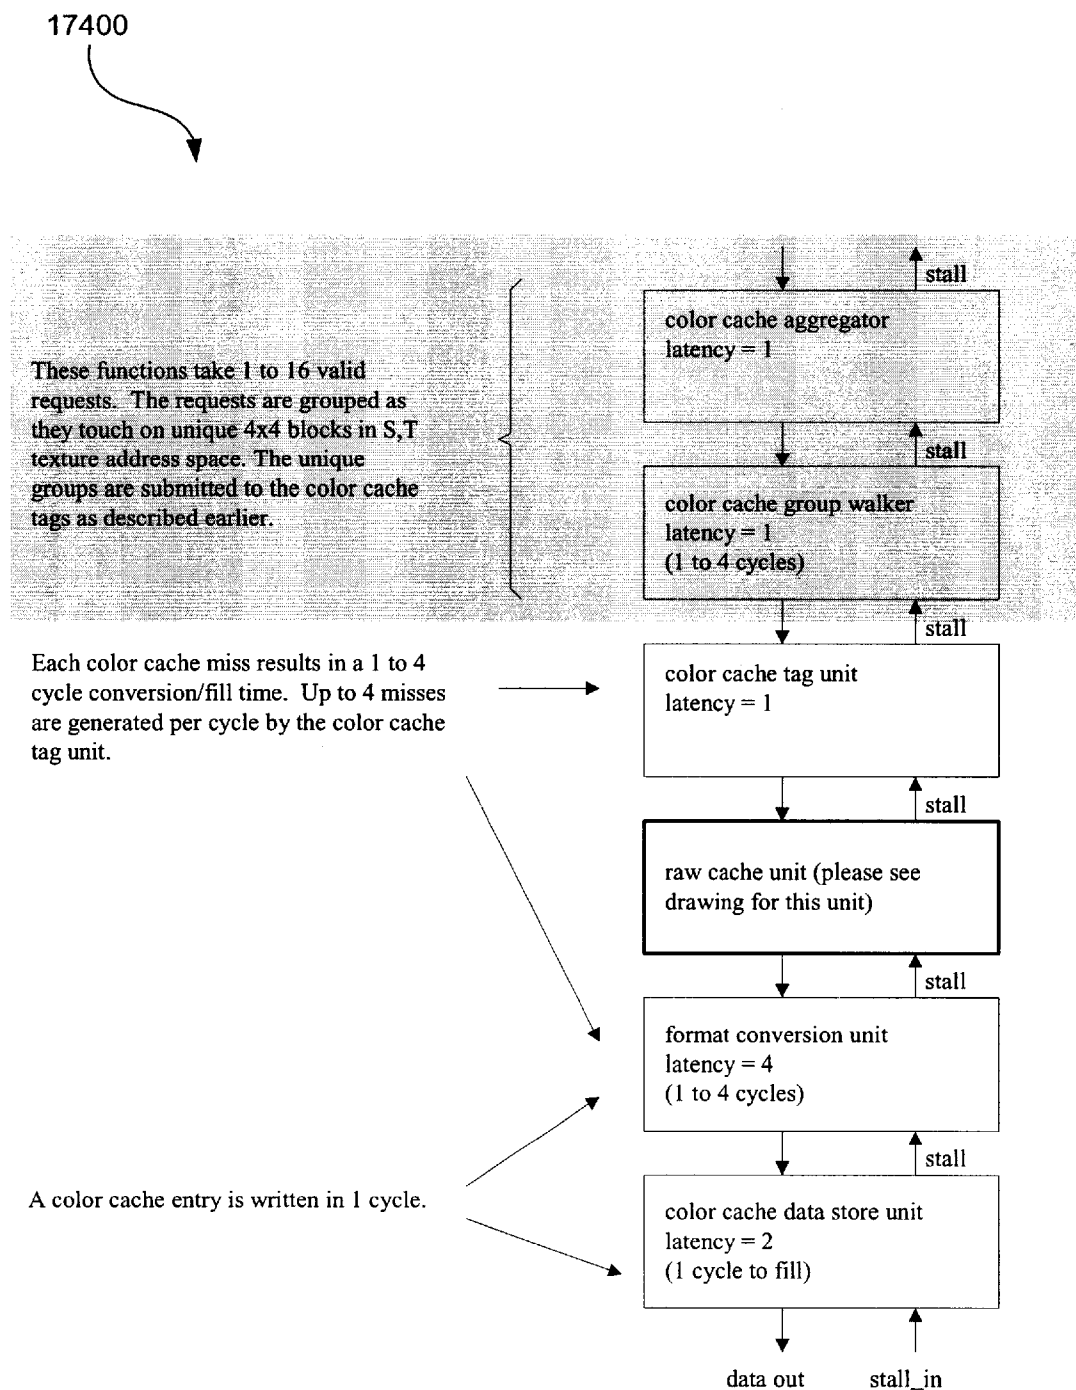 17400
stall
color cache aggregator
latency = 1
These functions take 1 to 16 valid
requests. The requests are grouped as
they touch on unique 4x4 blocks in S,T
texture address space. The unique
groups are submitted to the color cache
tags as described earlier.
stall
color cache group walker
latency = 1
(1 to 4 cycles)
stall
Each color cache miss results in a 1 to 4
cycle conversion/fill time. Up to 4 misses
are generated per cycle by the color cache
tag unit.
color cache tag unit
latency = 1
stall
raw cache unit (please see
drawing for this unit)
stall
format conversion unit
latency = 4
(1 to 4 cycles)
stall
A color cache entry is written in 1 cycle.
color cache data store unit
latency = 2
(1 cycle to fill)
data out
stall_in